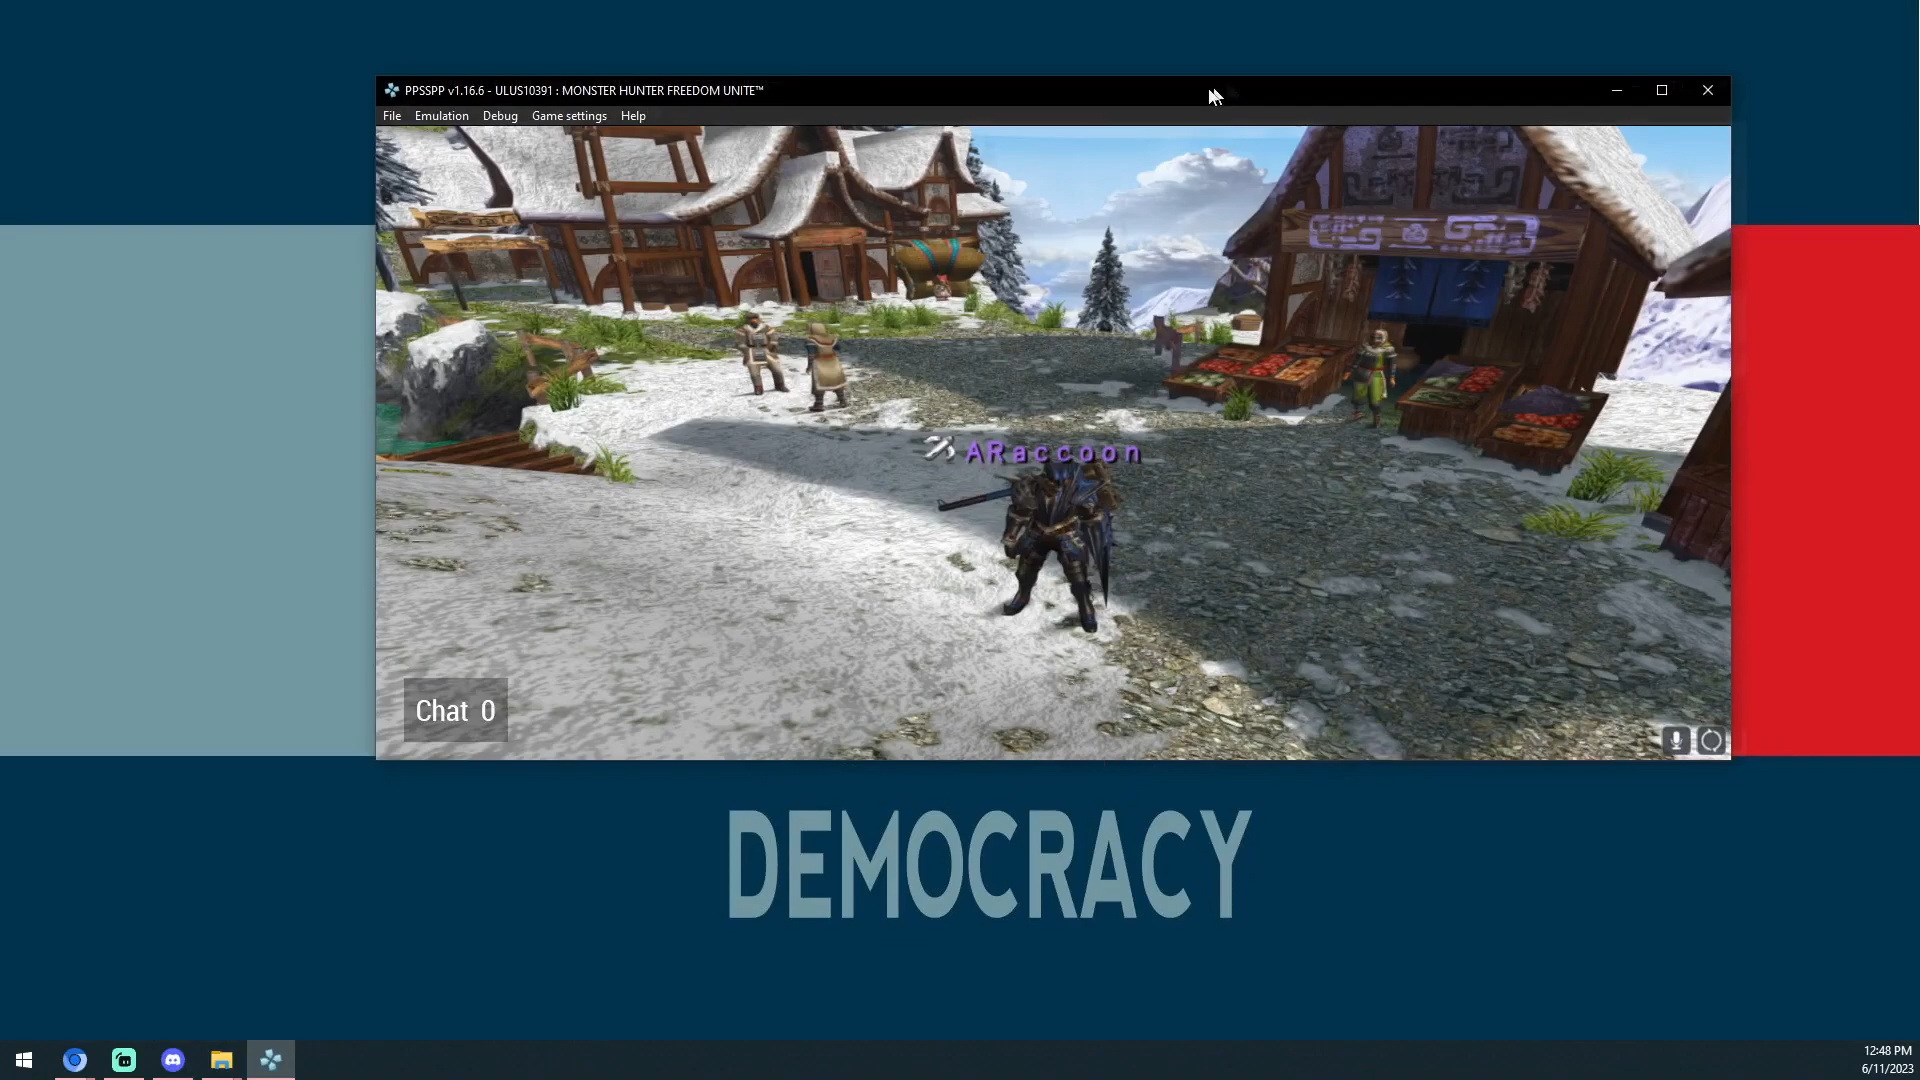 PPSSPP v1.16.6 - ULUS10391 : MONSTER HUNTER FREEDOM UNITE™
File Emulation Debug Game settings Help
ARaccoon
Chat 0
DEMOCRACY
12:48 PM
6/11/2023